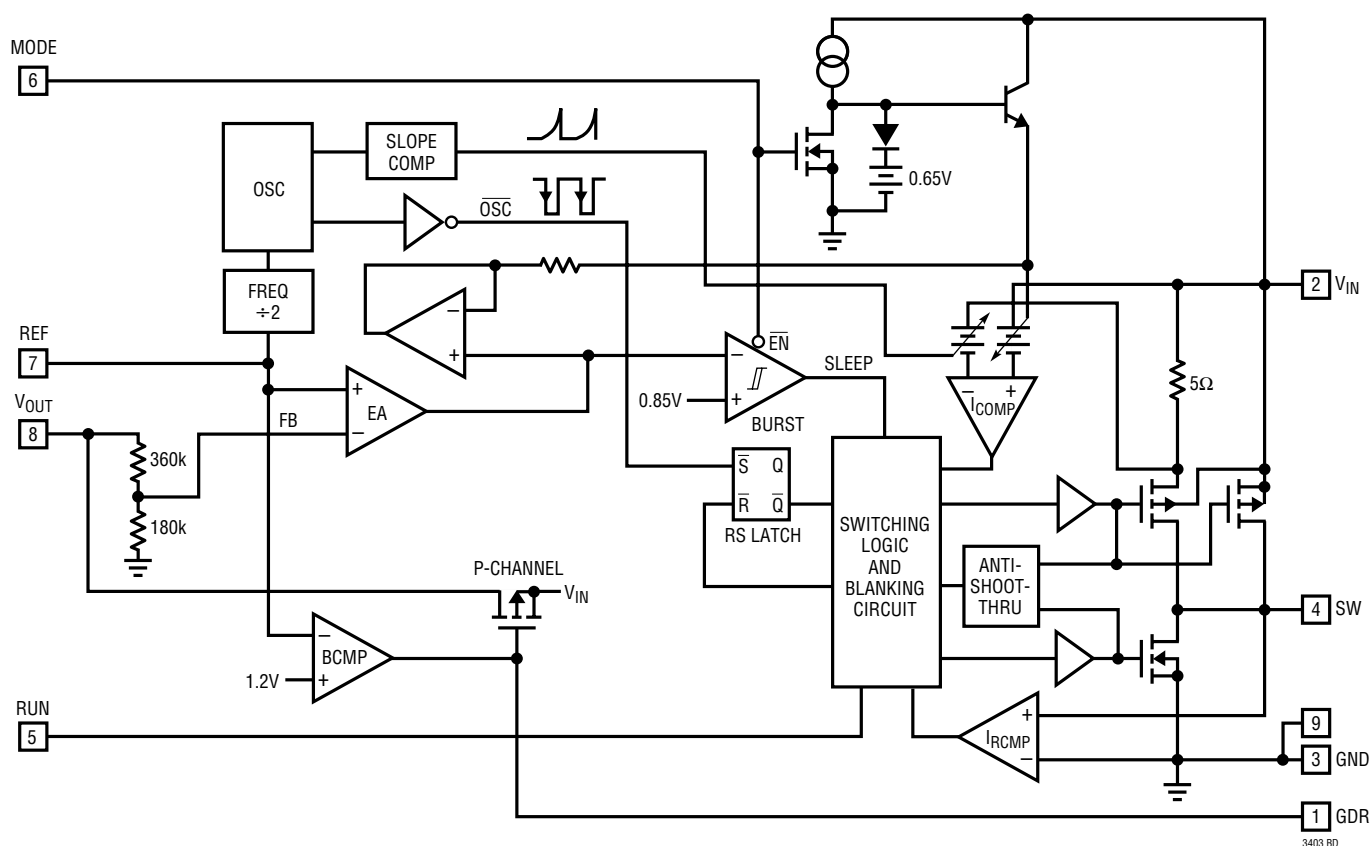 MODE
6
SLOPE
COMP
OSC
OSC
0.65V
FREQ
÷2
2
VIN
REF
7
VOUT
8
FB
+
−
EA
−
+
−
+
EN
0.85V
BURST
SLEEP
−
+
ICOMP
5Ω
360k
180k
S
Q
R
Q
RS LATCH
SWITCHING
LOGIC
AND
BLANKING
CIRCUIT
ANTI-
SHOOT-
THRU
P-CHANNEL
VIN
4
SW
−
BCMP
1.2V
+
RUN
5
+
IRCMP
−
9
3
GND
1
GDR
3403 BD